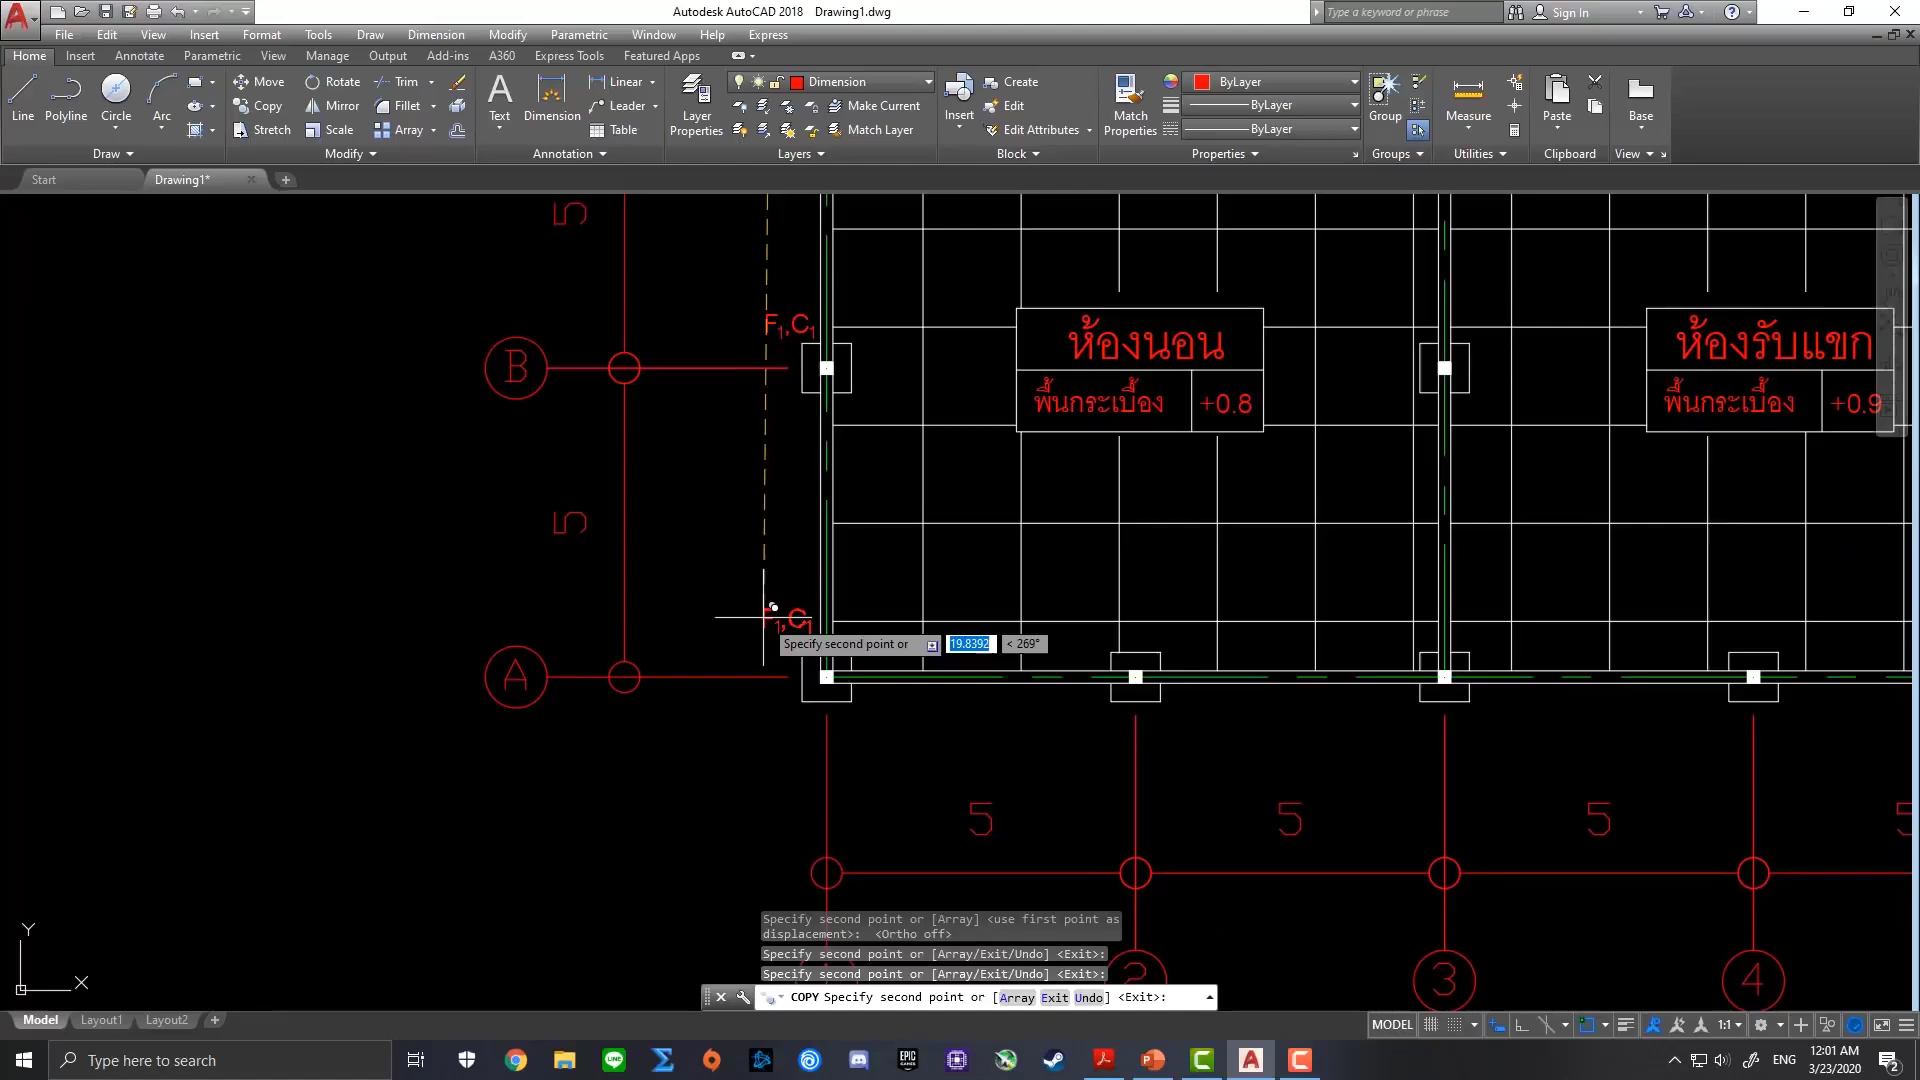 Autodesk AutoCAD 2018 Drawing1.dwg
Type a keyword or phrase
Sign In
File Edit View Insert Format Tools Draw Dimension Modify Parametric Window Help Express
Home Insert Annotate Parametric View Manage Output Add-ins A360 Express Tools Featured Apps
Line Polyline Circle Arc
Move Rotate Trim
Copy Mirror Fillet
Stretch Scale Array
Text Dimension
Linear
Leader
Table
Layer Properties
Dimension
Make Current
Match Layer
Insert
Create
Edit
Edit Attributes
Match Properties
ByLayer
ByLayer
ByLayer
Group
Measure
Paste
Base
Draw Modify Annotation Layers Block Properties Groups Utilities Clipboard View
Start Drawing1*
5
F1,C1
B
ห้องนอน
พื้นกระเบื้อง +0.8
ห้องรับแขก
พื้นกระเบื้อง +0.9
5
F1,C1
Specify second point or 19.8392 < 269°
A
5 5 5 5
Specify second point or [Array] <use first point as
displacement>: <Ortho off>
Specify second point or [Array/Exit/Undo] <Exit>:
Specify second point or [Array/Exit/Undo] <Exit>:
COPY Specify second point or [Array Exit Undo] <Exit>:
2 3 4
Y
X
Model Layout1 Layout2
MODEL 1:1
Type here to search
EPIC GAMES
LINE
ENG
12:01 AM
3/23/2020
2